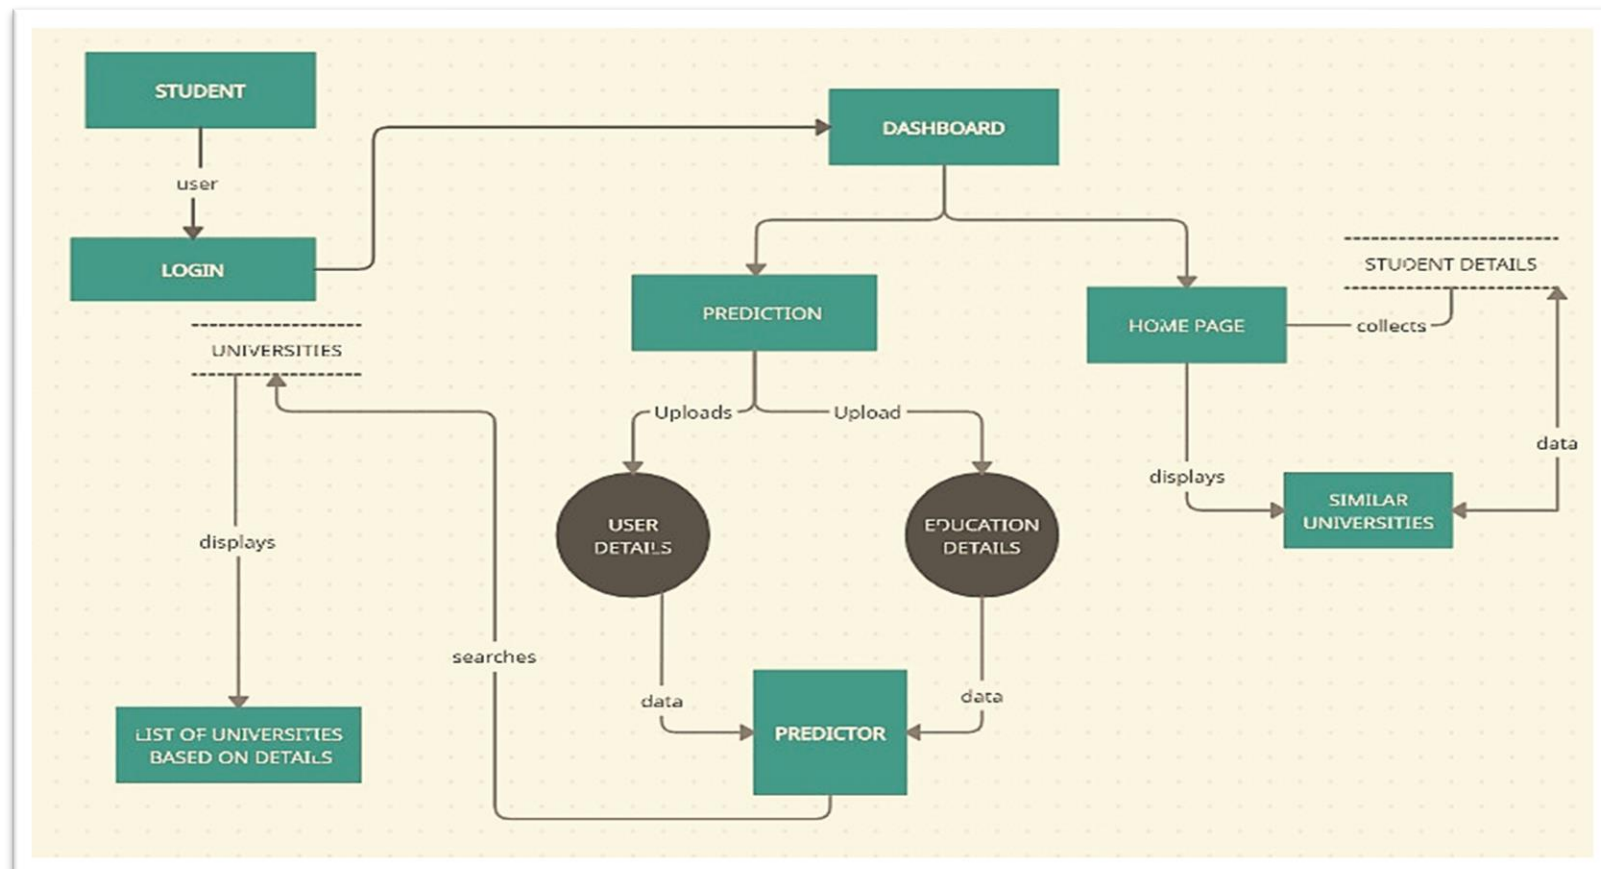 STUDENT
user
LOGIN
DASHBOARD
PREDICTION
HOME PAGE
STUDENT DETAILS
collects
data
displays
SIMILAR
UNIVERSITIES
UNIVERSITIES
displays
LIST OF UNIVERSITIES
BASED ON DETAILS
searches
Uploads
Upload
USER
DETAILS
EDUCATION
DETAILS
data
data
PREDICTOR